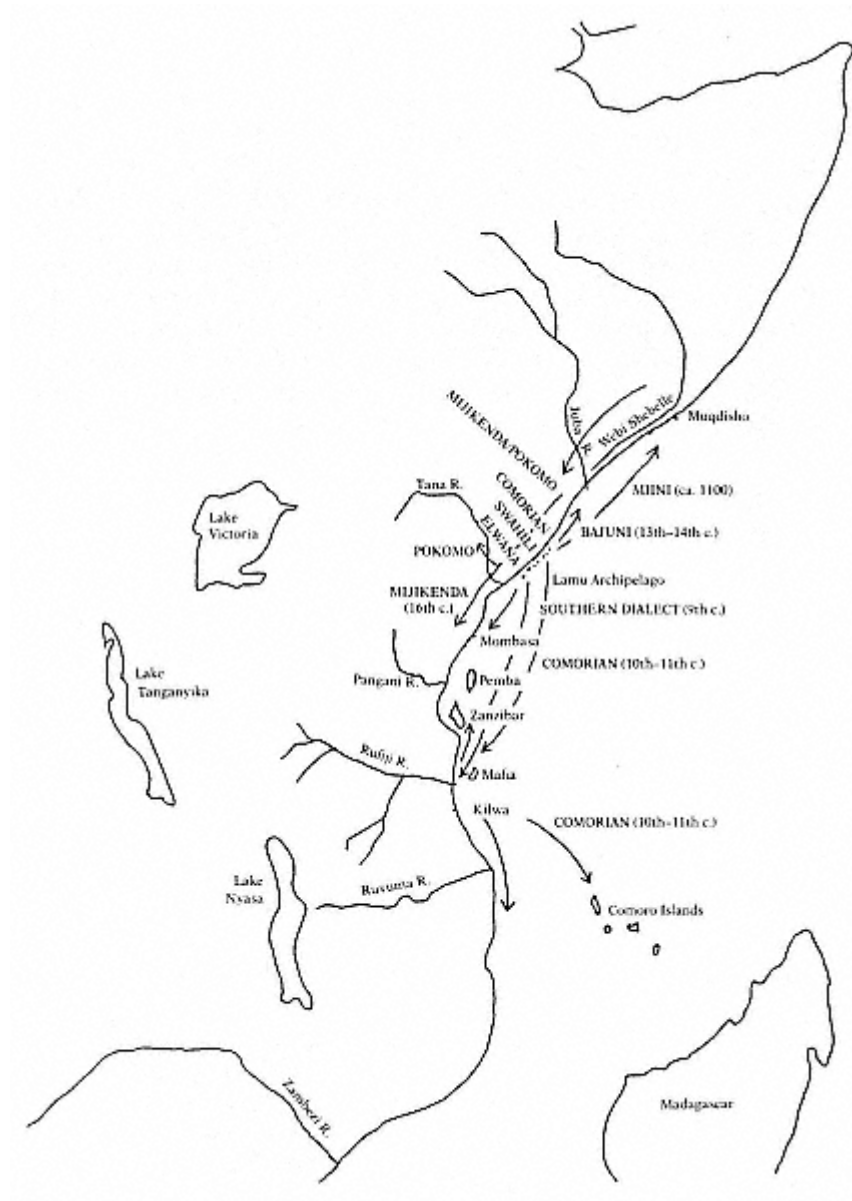 Muqdisho
Webi Shebelle
Juba R.
MIJIKENDA/POKOMO
COMORIAN
SWAHILI
ELWANA
MIINI (ca. 1100)
BAJUNI (13th–14th c.)
Tana R.
Lake
Victoria
POKOMO
MIJIKENDA
(16th c.)
Lamu Archipelago
SOUTHERN DIALECT (9th c.)
Mombasa
COMORIAN (10th–11th c.)
Lake
Tanganyika
Pangani R.
Pemba
Zanzibar
Rufiji R.
Mafia
Kilwa
COMORIAN (10th–11th c.)
Lake
Nyasa
Ruvuma R.
Comoro Islands
Zambezi R.
Madagascar